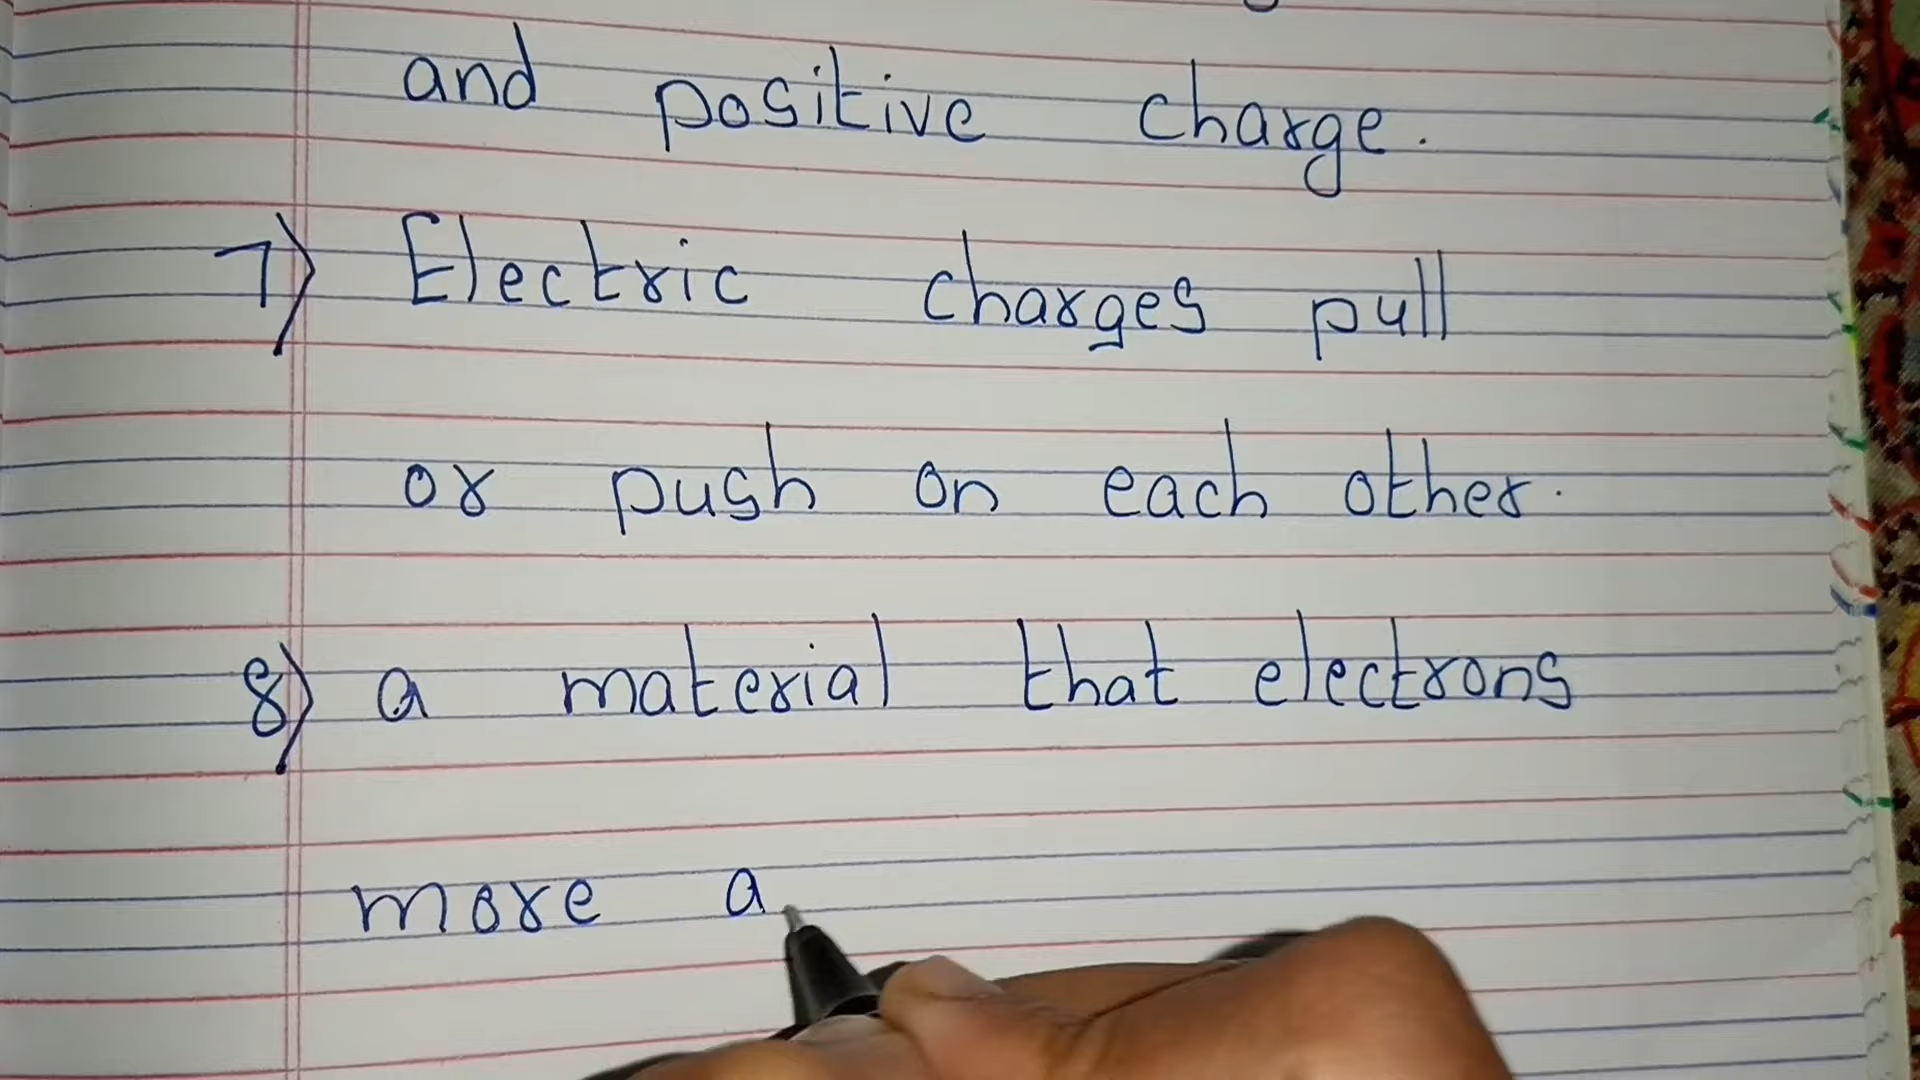 and positive charge.
7) Electric charges pull
or push on each other.
8) a material that electrons
more a